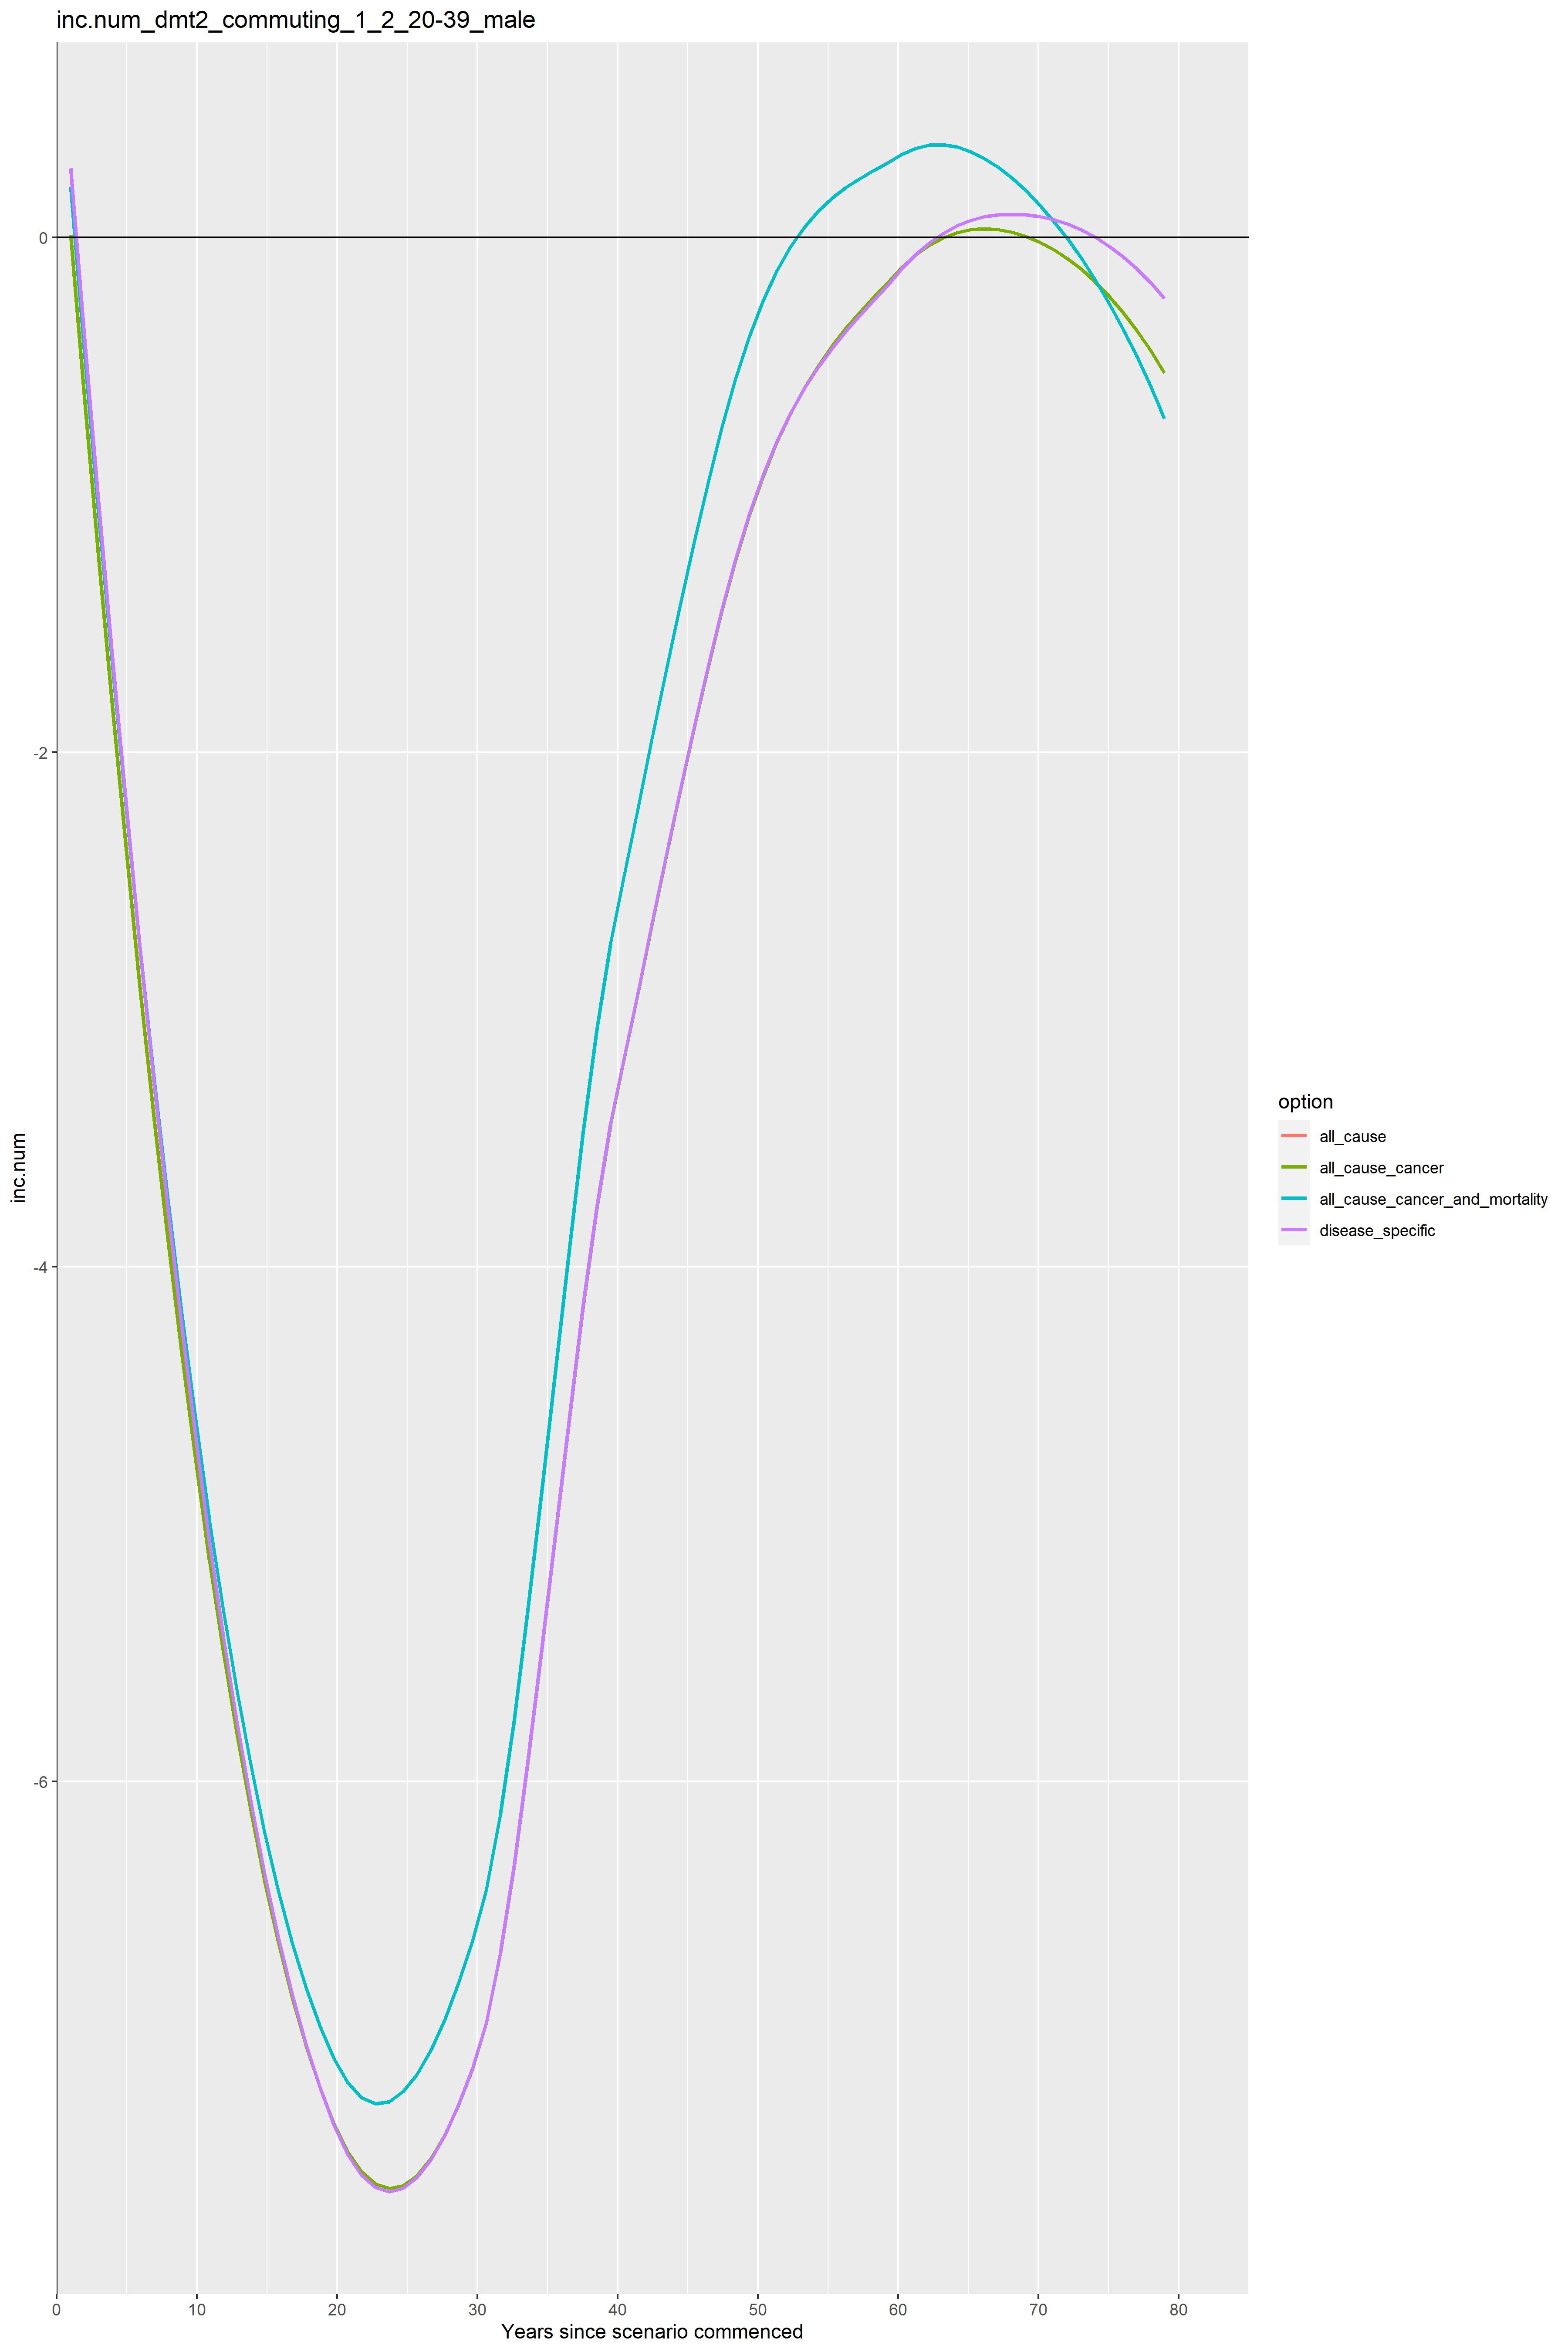 inc.num_dmt2_commuting_1_2_20-39_male
0
-2
-4
-6
inc.num
0 10 20 30 40 50 60 70 80
Years since scenario commenced
option
all_cause
all_cause_cancer
all_cause_cancer_and_mortality
disease_specific